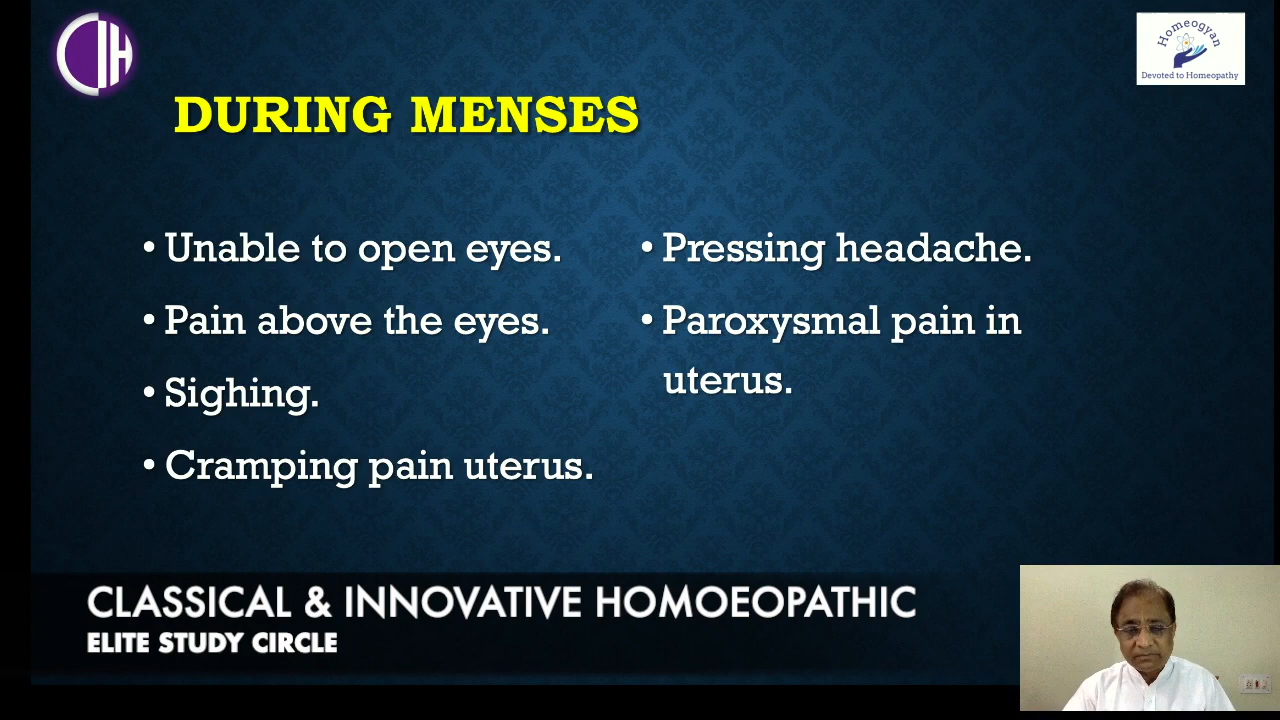 Homeogyan
Devoted to Homeopathy
CIH
DURING MENSES
• Unable to open eyes.
• Pain above the eyes.
• Sighing.
• Cramping pain uterus.
• Pressing headache.
• Paroxysmal pain in
uterus.
CLASSICAL & INNOVATIVE HOMOEOPATHIC
ELITE STUDY CIRCLE